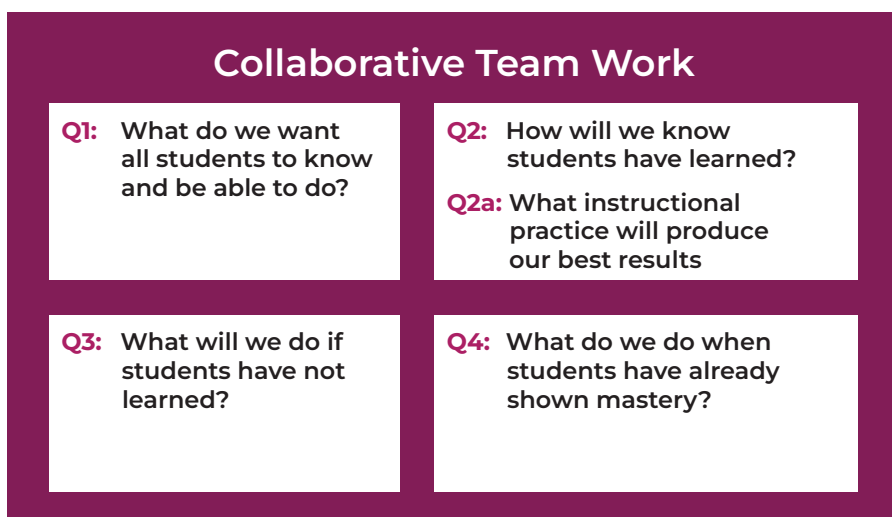 Collaborative Team Work
Q1: What do we want
all students to know
and be able to do?
Q2: How will we know
students have learned?
Q2a: What instructional
practice will produce
our best results
Q3: What will we do if
students have not
learned?
Q4: What do we do when
students have already
shown mastery?